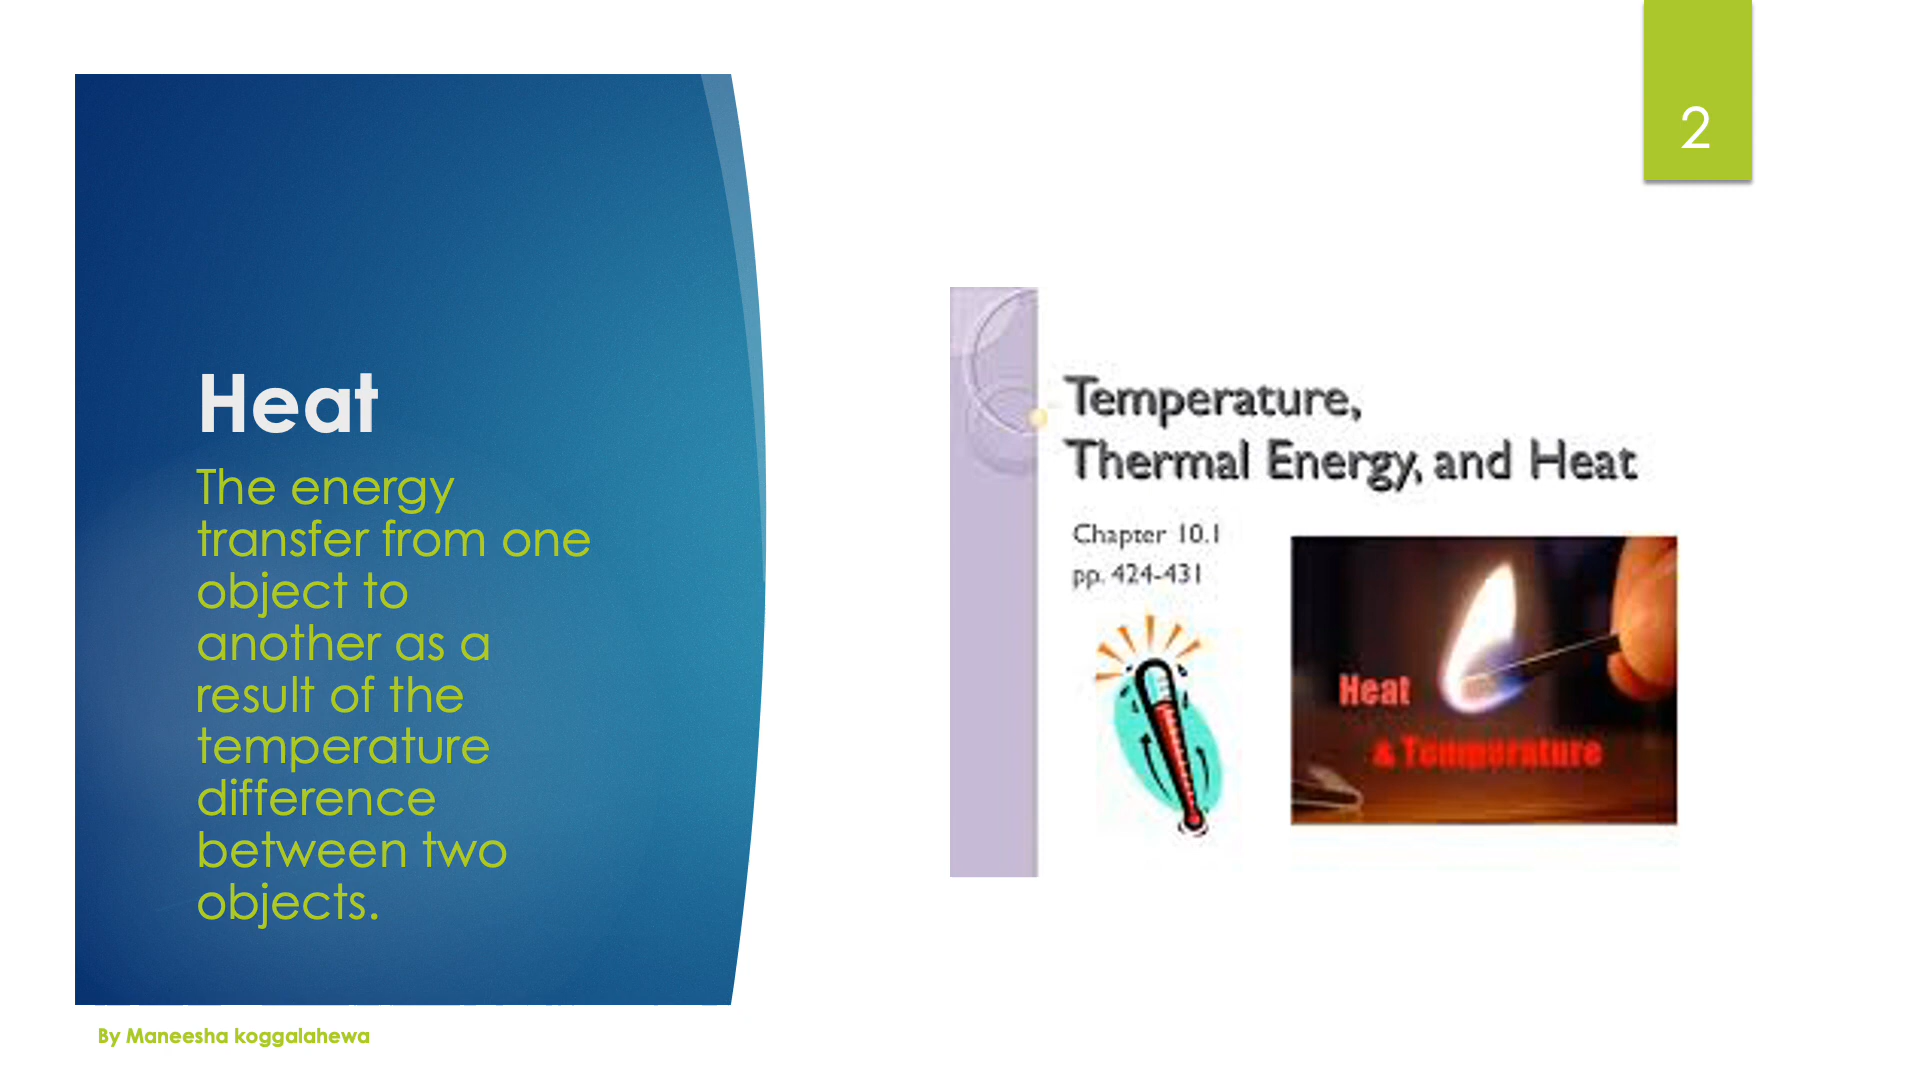 2
Heat
The energy
transfer from one
object to
another as a
result of the
temperature
difference
between two
objects.
Temperature,
Thermal Energy, and Heat
Chapter 10.1
pp. 424-431
Heat
& Temperature
By Maneesha koggalahewa